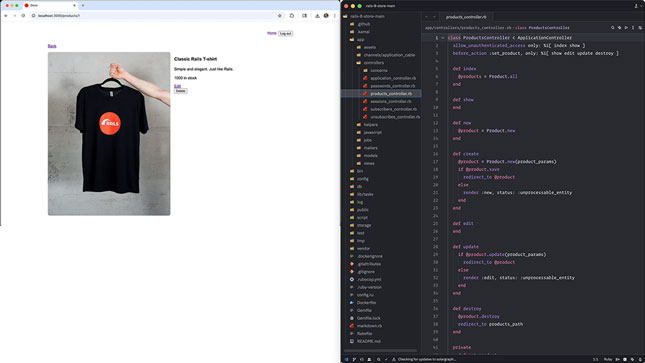 Store
localhost:3000/products/1
Home
Log out
Back
Classic Rails T-shirt
Simple and elegant. Just like Rails.
1000 in stock
Edit
Delete
RAILS
rails-8-store-main
rails-8-store-main
.github
.kamal
app
assets
channels/application_cable
controllers
concerns
application_controller.rb
passwords_controller.rb
products_controller.rb
sessions_controller.rb
subscribers_controller.rb
unsubscribes_controller.rb
helpers
javascript
jobs
mailers
models
views
bin
config
db
lib/tasks
log
public
script
storage
test
tmp
vendor
.dockerignore
.gitattributes
.gitignore
.rubocop.yml
.ruby-version
config.ru
Dockerfile
Gemfile
Gemfile.lock
markdown.rb
Rakefile
README.md
products_controller.rb
app/controllers/products_controller.rb › class ProductsController
class ProductsController < ApplicationController
allow_unauthenticated_access only: %i[ index show ]
before_action :set_product, only: %i[ show edit update destroy ]
def index
@products = Product.all
end
def show
end
def new
@product = Product.new
end
def create
@product = Product.new(product_params)
if @product.save
redirect_to @product
else
render :new, status: :unprocessable_entity
end
end
def edit
end
def update
if @product.update(product_params)
redirect_to @product
else
render :edit, status: :unprocessable_entity
end
end
def destroy
@product.destroy
redirect_to products_path
end
private
Checking for updates to solargraph...
1:1
Ruby